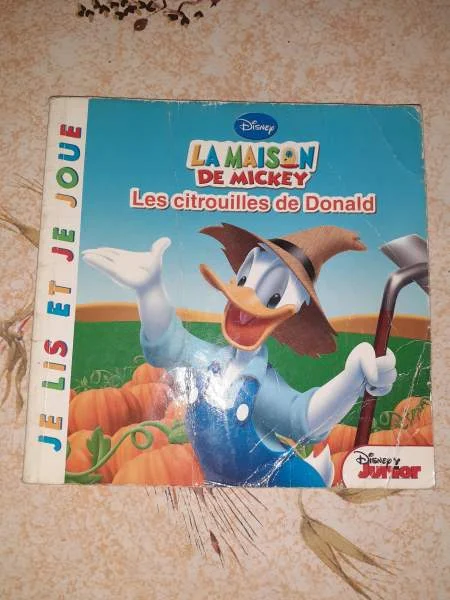 Disney
LA MAISON
DE MICKEY
Les citrouilles de Donald
JE LIS ET JE JOUE
Disney
Junior